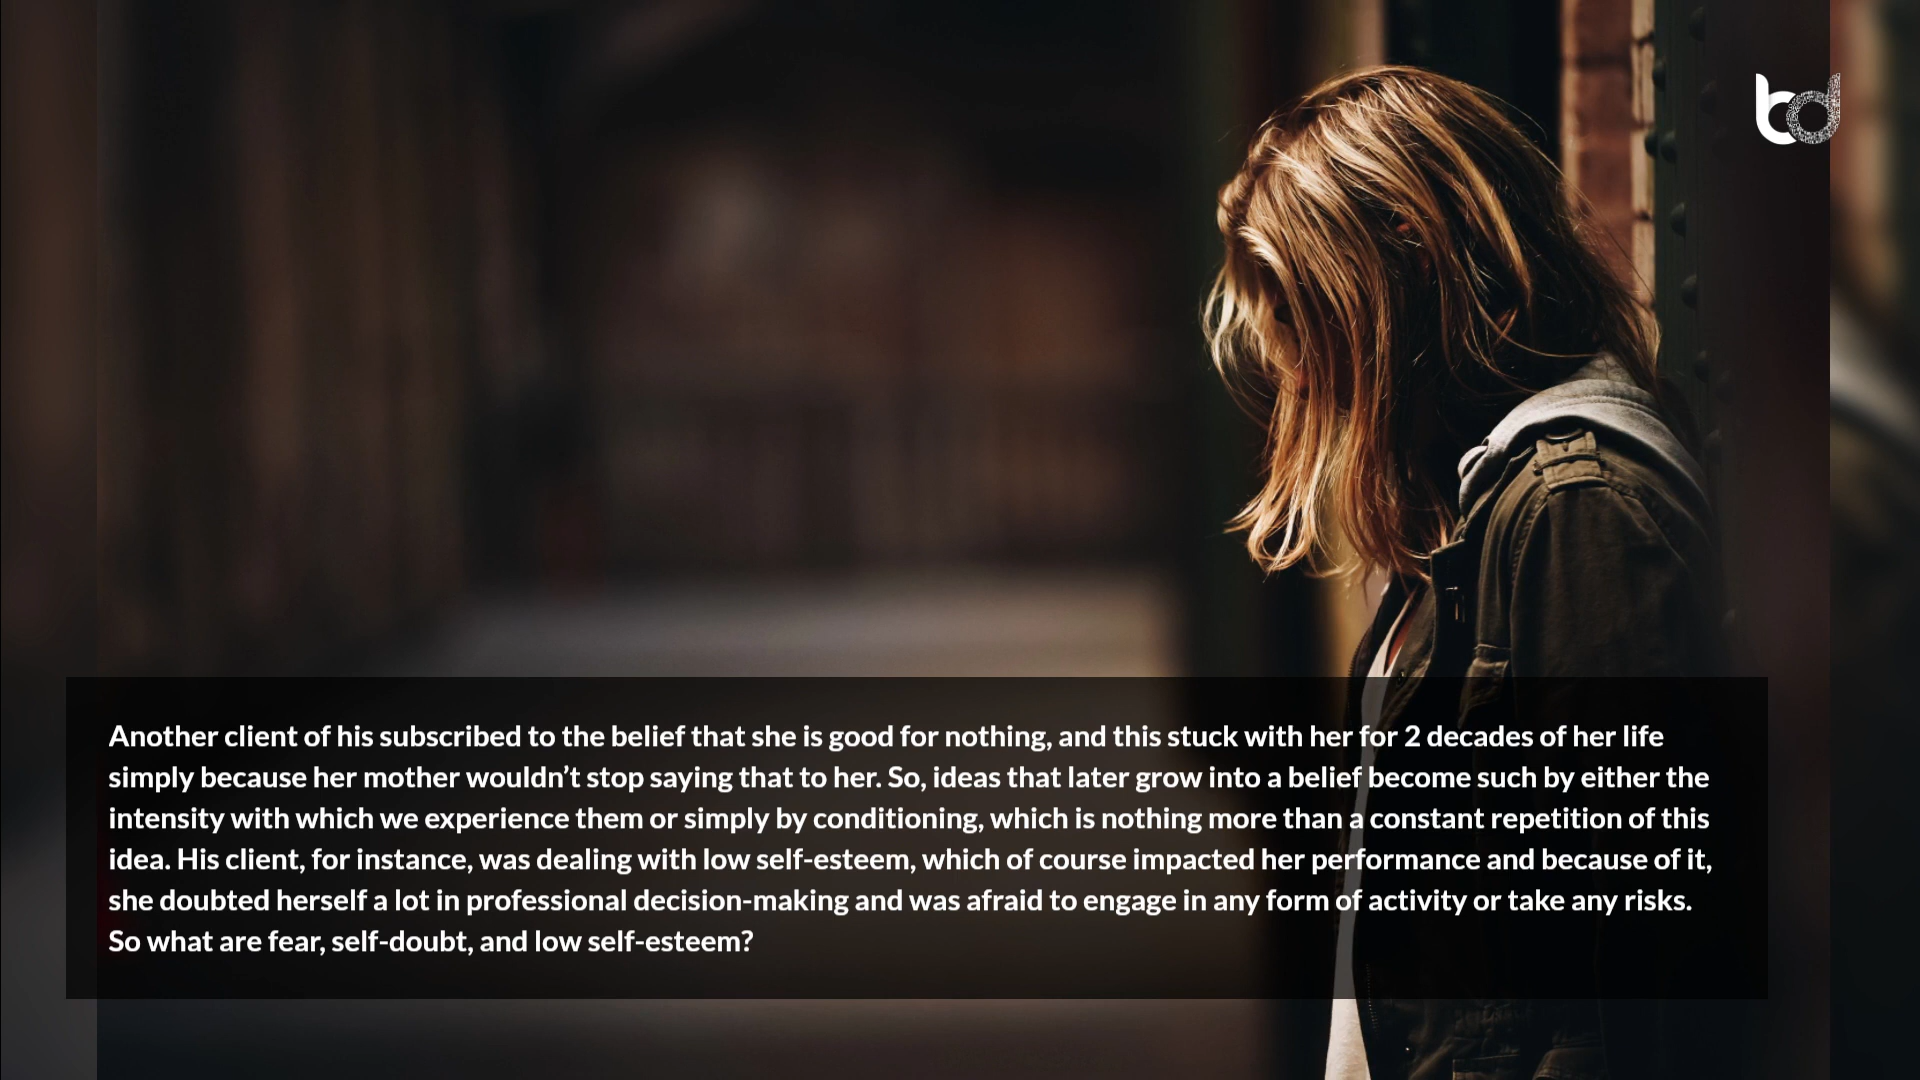 bd
Another client of his subscribed to the belief that she is good for nothing, and this stuck with her for 2 decades of her life
simply because her mother wouldn’t stop saying that to her. So, ideas that later grow into a belief become such by either the
intensity with which we experience them or simply by conditioning, which is nothing more than a constant repetition of this
idea. His client, for instance, was dealing with low self-esteem, which of course impacted her performance and because of it,
she doubted herself a lot in professional decision-making and was afraid to engage in any form of activity or take any risks.
So what are fear, self-doubt, and low self-esteem?